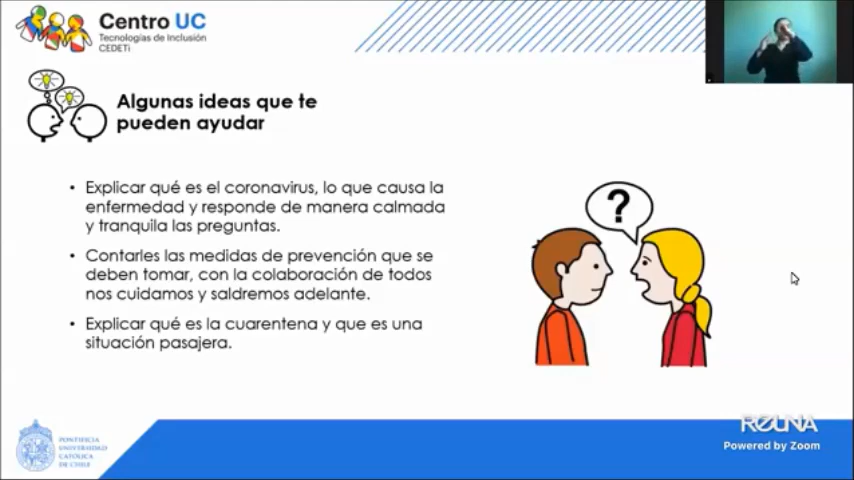 Centro UC
Tecnologías de Inclusión
CEDETi
Algunas ideas que te
pueden ayudar
• Explicar qué es el coronavirus, lo que causa la
enfermedad y responde de manera calmada
y tranquila las preguntas.
• Contarles las medidas de prevención que se
deben tomar, con la colaboración de todos
nos cuidamos y saldremos adelante.
• Explicar qué es la cuarentena y que es una
situación pasajera.
?
PONTIFICIA
UNIVERSIDAD
CATÓLICA
DE CHILE
REUNA
Powered by Zoom